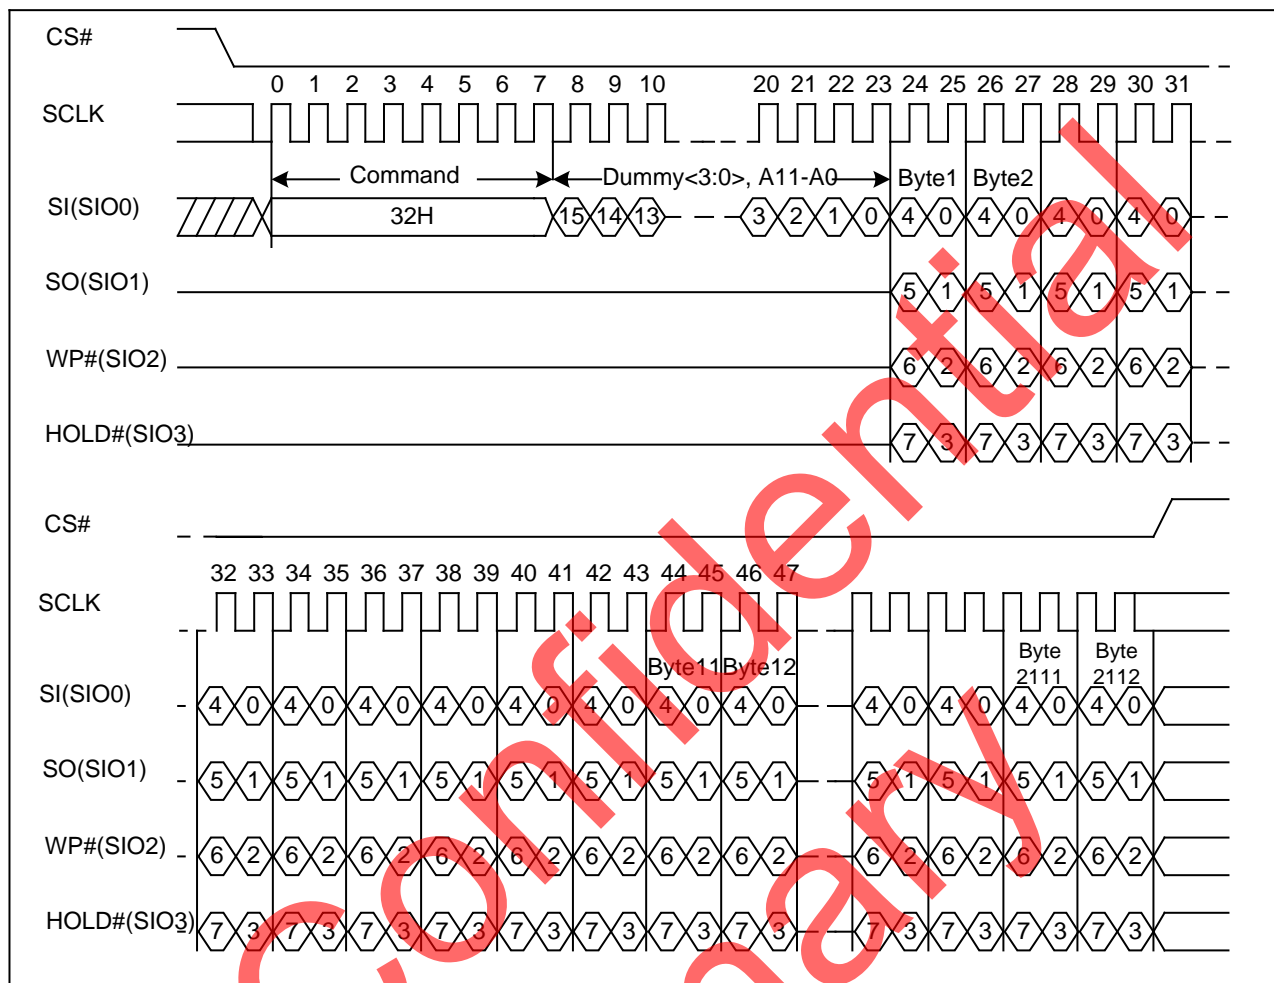 CS#
0 1 2 3 4 5 6 7 8 9 10 20 21 22 23 24 25 26 27 28 29 30 31
SCLK
Command Dummy<3:0>, A11-A0 Byte1 Byte2
SI(SIO0) 32H 15 14 13 3 2 1 0 4 0 4 0 4 0 4 0
SO(SIO1) 5 1 5 1 5 1 5 1
WP#(SIO2) 6 2 6 2 6 2 6 2
HOLD#(SIO3) 7 3 7 3 7 3 7 3
CS#
32 33 34 35 36 37 38 39 40 41 42 43 44 45 46 47
SCLK
Byte11 Byte12 Byte 2111 Byte 2112
SI(SIO0) 4 0 4 0 4 0 4 0 4 0 4 0 4 0 4 0 4 0 4 0 4 0 4 0
SO(SIO1) 5 1 5 1 5 1 5 1 5 1 5 1 5 1 5 1 5 1 5 1 5 1 5 1
WP#(SIO2) 6 2 6 2 6 2 6 2 6 2 6 2 6 2 6 2 6 2 6 2 6 2 6 2
HOLD#(SIO3) 7 3 7 3 7 3 7 3 7 3 7 3 7 3 7 3 7 3 7 3 7 3 7 3
Confidential